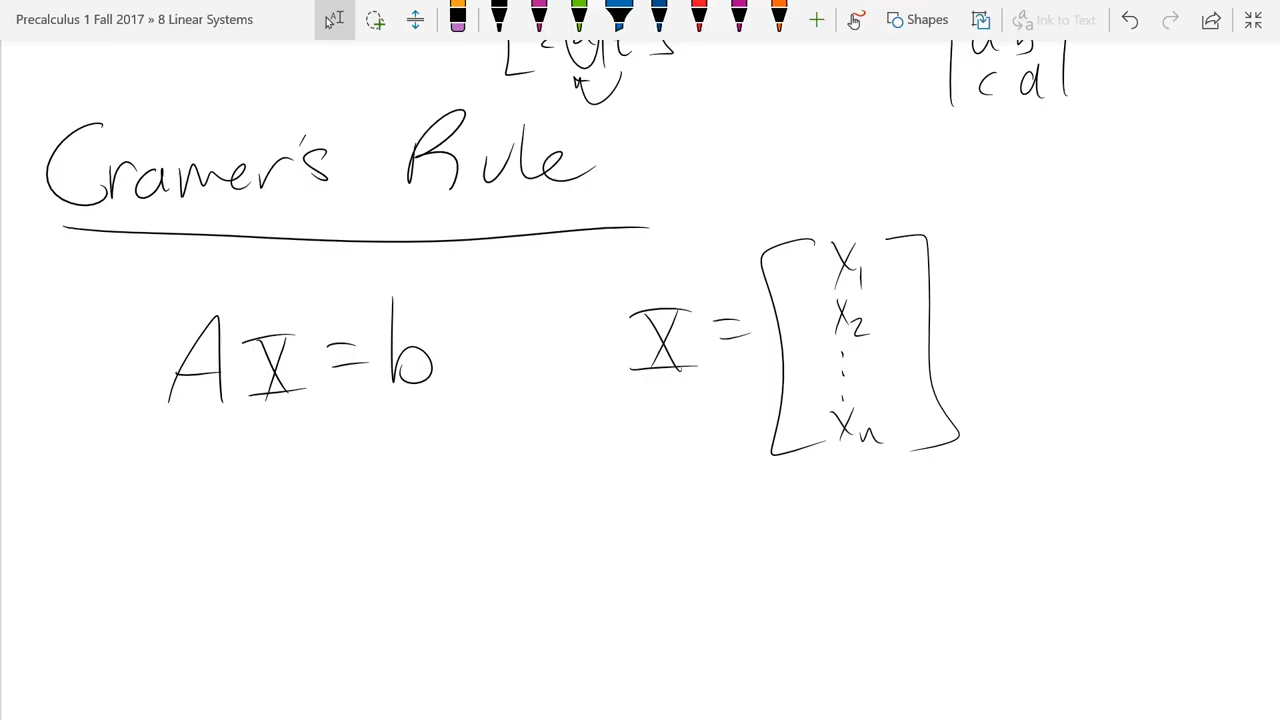 Precalculus 1 Fall 2017 » 8 Linear Systems
Shapes
Ink to Text
c d
Cramer's Rule
AX = b
X = [x₁
x₂
⋮
xₙ]